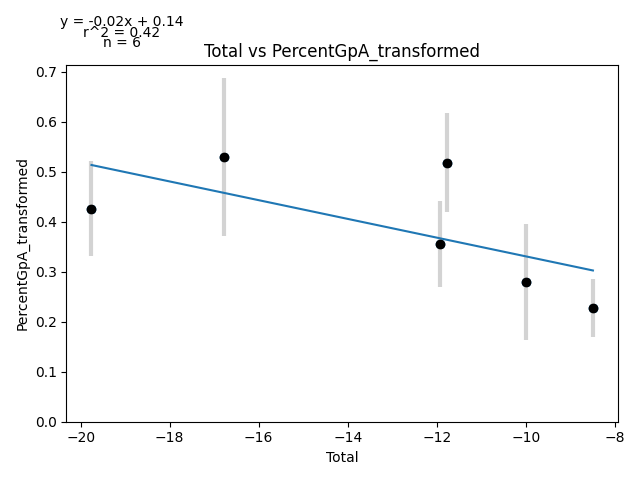 y = -0.02x + 0.14
r^2 = 0.42
n = 6
Total vs PercentGpA_transformed
0.7
0.6
0.5
0.4
0.3
0.2
0.1
0.0
PercentGpA_transformed
−20
−18
−16
−14
−12
−10
−8
Total